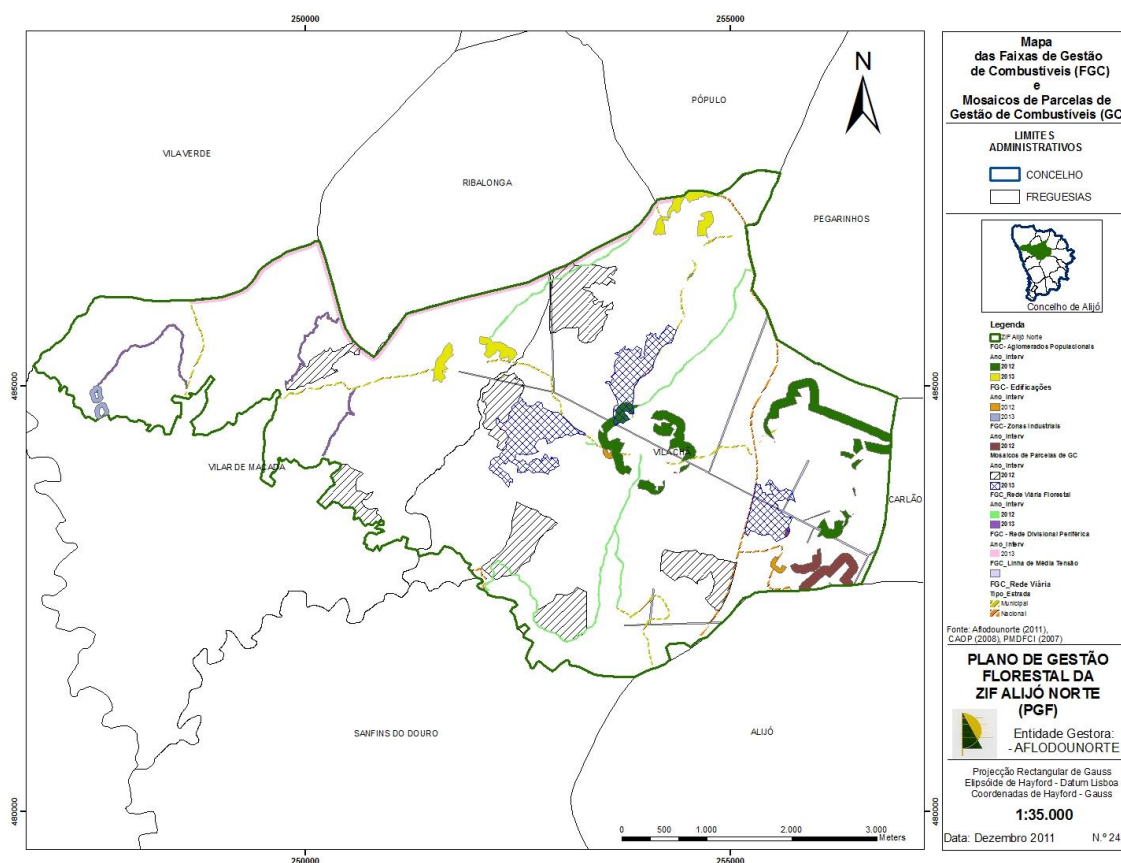 250000
255000
485000
485000
480000
480000
250000
255000
N
PÓPULO
VILA VERDE
RIBALONGA
PEGARINHOS
VILAR DE MAÇADA
VILA CHÃ
CARLÃO
SANFINS DO DOURO
ALIJÓ
0 500 1.000 2.000 3.000
Meters
Mapa
das Faixas de Gestão
de Combustíveis (FGC)
e
Mosaicos de Parcelas de
Gestão de Combustíveis (GC
LIMITES
ADMINISTRATIVOS
CONCELHO
FREGUESIAS
Concelho de Alijó
Legenda
ZIF Alijó Norte
FGC- Aglomerados Populacionais
Ano_Interv
2012
2013
FGC- Edificações
Ano_Interv
2012
2013
FGC- Zonas Industriais
Ano_Interv
2012
Mosaicos de Parcelas de GC
Ano_Interv
2012
2013
FGC_Rede Viária Florestal
Ano_Interv
2012
2013
FGC - Rede Divisional Periférica
Ano_Interv
2013
FGC_Linha de Média Tensão
FGC_Rede Viária
Tipo_Estrada
Municipal
Nacional
Fonte: Aflodounorte (2011),
CAOP (2008), PMDFCI (2007)
PLANO DE GESTÃO
FLORESTAL DA
ZIF ALIJÓ NORTE
(PGF)
Entidade Gestora:
- AFLODOUNORTE
Projecção Rectangular de Gauss
Elipsóide de Hayford - Datum Lisboa
Coordenadas de Hayford - Gauss
1:35.000
Data: Dezembro 2011 N.º 24